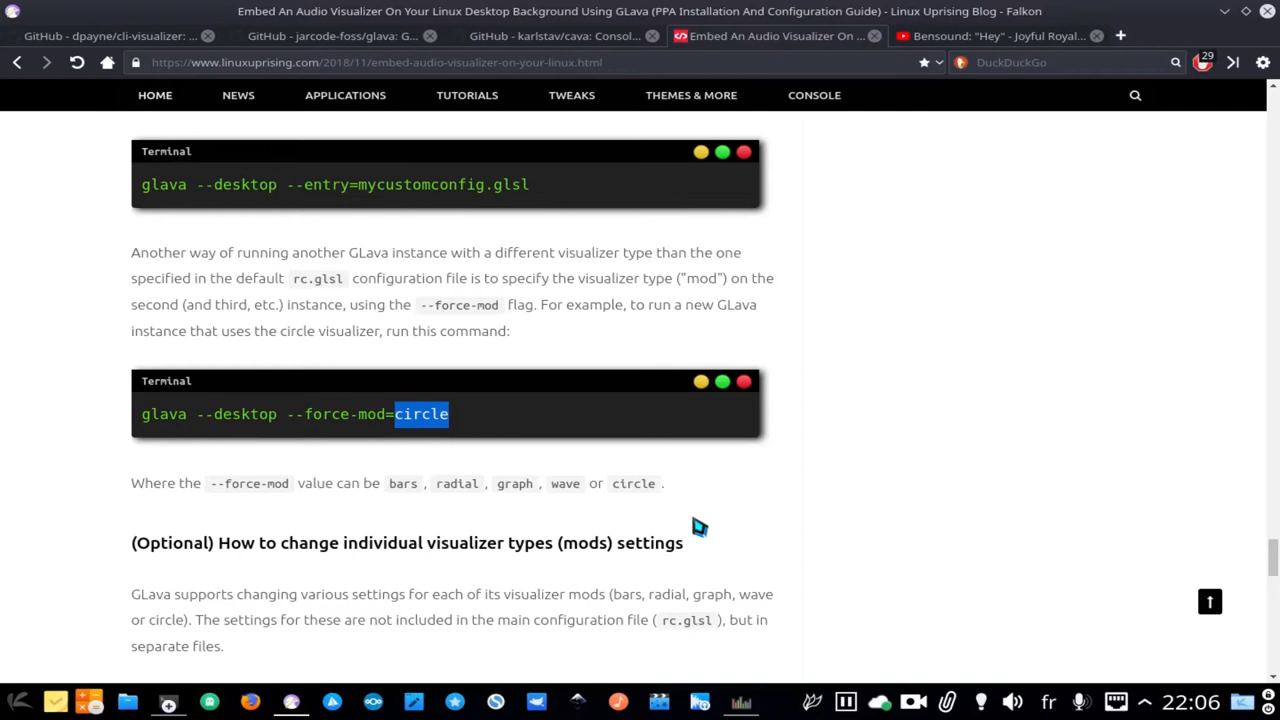 Embed An Audio Visualizer On Your Linux Desktop Background Using GLava (PPA Installation And Configuration Guide) - Linux Uprising Blog - Falkon
GitHub - dpayne/cli-visualizer: ...
GitHub - jarcode-foss/glava: G...
GitHub - karlstav/cava: Consol...
Embed An Audio Visualizer On ...
Bensound: "Hey" - Joyful Royal...
https://www.linuxuprising.com/2018/11/embed-audio-visualizer-on-your-linux.html
DuckDuckGo
29
HOME NEWS APPLICATIONS TUTORIALS TWEAKS THEMES & MORE CONSOLE
Terminal
glava --desktop --entry=mycustomconfig.glsl
Another way of running another GLava instance with a different visualizer type than the one
specified in the default rc.glsl configuration file is to specify the visualizer type ("mod") on the
second (and third, etc.) instance, using the --force-mod flag. For example, to run a new GLava
instance that uses the circle visualizer, run this command:
Terminal
glava --desktop --force-mod=circle
Where the --force-mod value can be bars , radial , graph , wave or circle .
(Optional) How to change individual visualizer types (mods) settings
GLava supports changing various settings for each of its visualizer mods (bars, radial, graph, wave
or circle). The settings for these are not included in the main configuration file ( rc.glsl ), but in
separate files.
fr
22:06